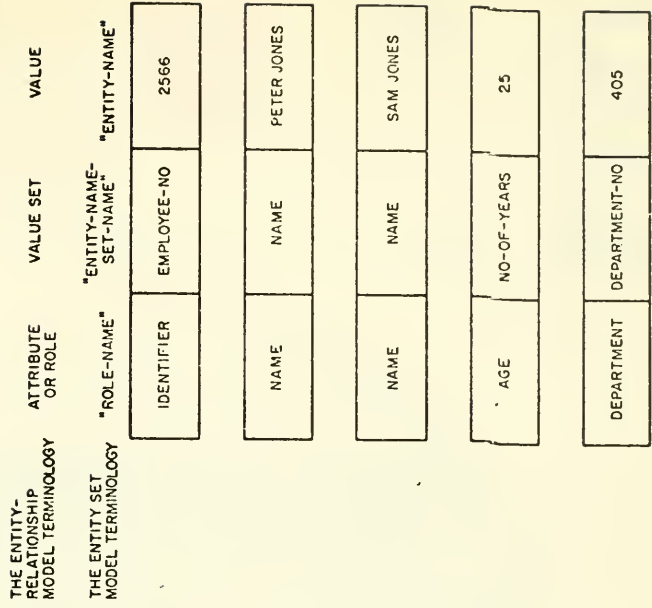 THE ENTITY-
RELATIONSHIP
MODEL TERMINOLOGY
ATTRIBUTE
OR ROLE
VALUE SET
VALUE
THE ENTITY SET
MODEL TERMINOLOGY
"ROLE-NAME"
"ENTITY-NAME-
SET-NAME"
"ENTITY-NAME"
IDENTIFIER
EMPLOYEE-NO
2566
NAME
NAME
PETER JONES
NAME
NAME
SAM JONES
AGE
NO-OF-YEARS
25
DEPARTMENT
DEPARTMENT-NO
405